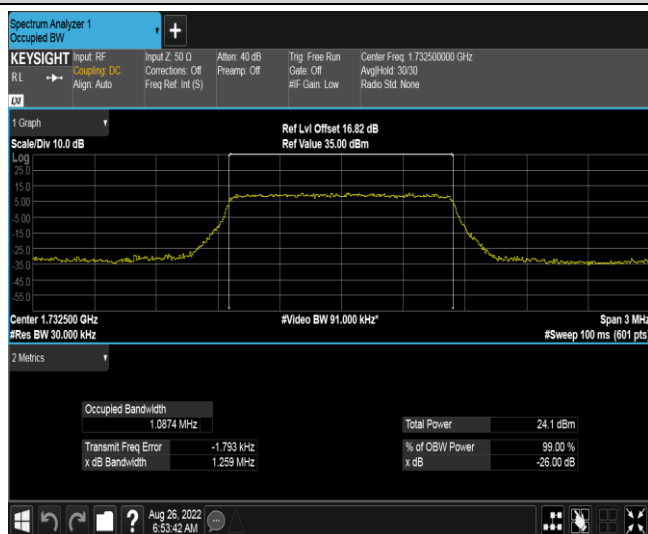 Spectrum Analyzer 1
Occupied BW
+
KEYSIGHT
R L
LXI
Input: RF
Coupling: DC
Align: Auto
Input Z: 50 Ω
Corrections: Off
Freq Ref: Int (S)
Atten: 40 dB
Preamp: Off
Trig: Free Run
Gate: Off
#IF Gain: Low
Center Freq: 1.732500000 GHz
Avg|Hold: 30/30
Radio Std: None
1 Graph
Scale/Div 10.0 dB
Ref Lvl Offset 16.82 dB
Ref Value 35.00 dBm
Log
25.0
15.0
5.00
-5.00
-15.0
-25.0
-35.0
-45.0
-55.0
Center 1.732500 GHz
#Res BW 30.000 kHz
#Video BW 91.000 kHz*
Span 3 MHz
#Sweep 100 ms (601 pts)
2 Metrics
Occupied Bandwidth
1.0874 MHz
Transmit Freq Error -1.793 kHz
x dB Bandwidth 1.259 MHz
Total Power 24.1 dBm
% of OBW Power 99.00 %
x dB -26.00 dB
?
Aug 26, 2022
6:53:42 AM